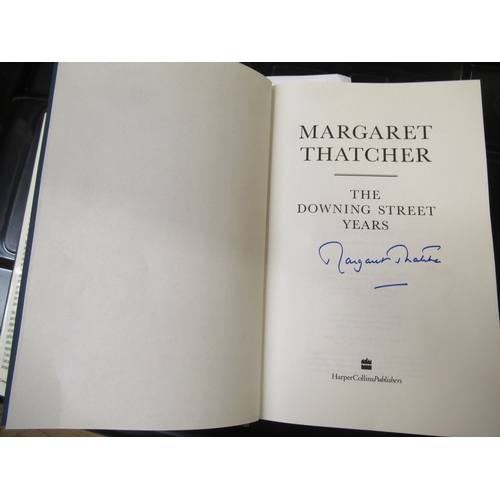 MARGARET
THATCHER
THE
DOWNING STREET
YEARS
Margaret Thatcher
HarperCollinsPublishers